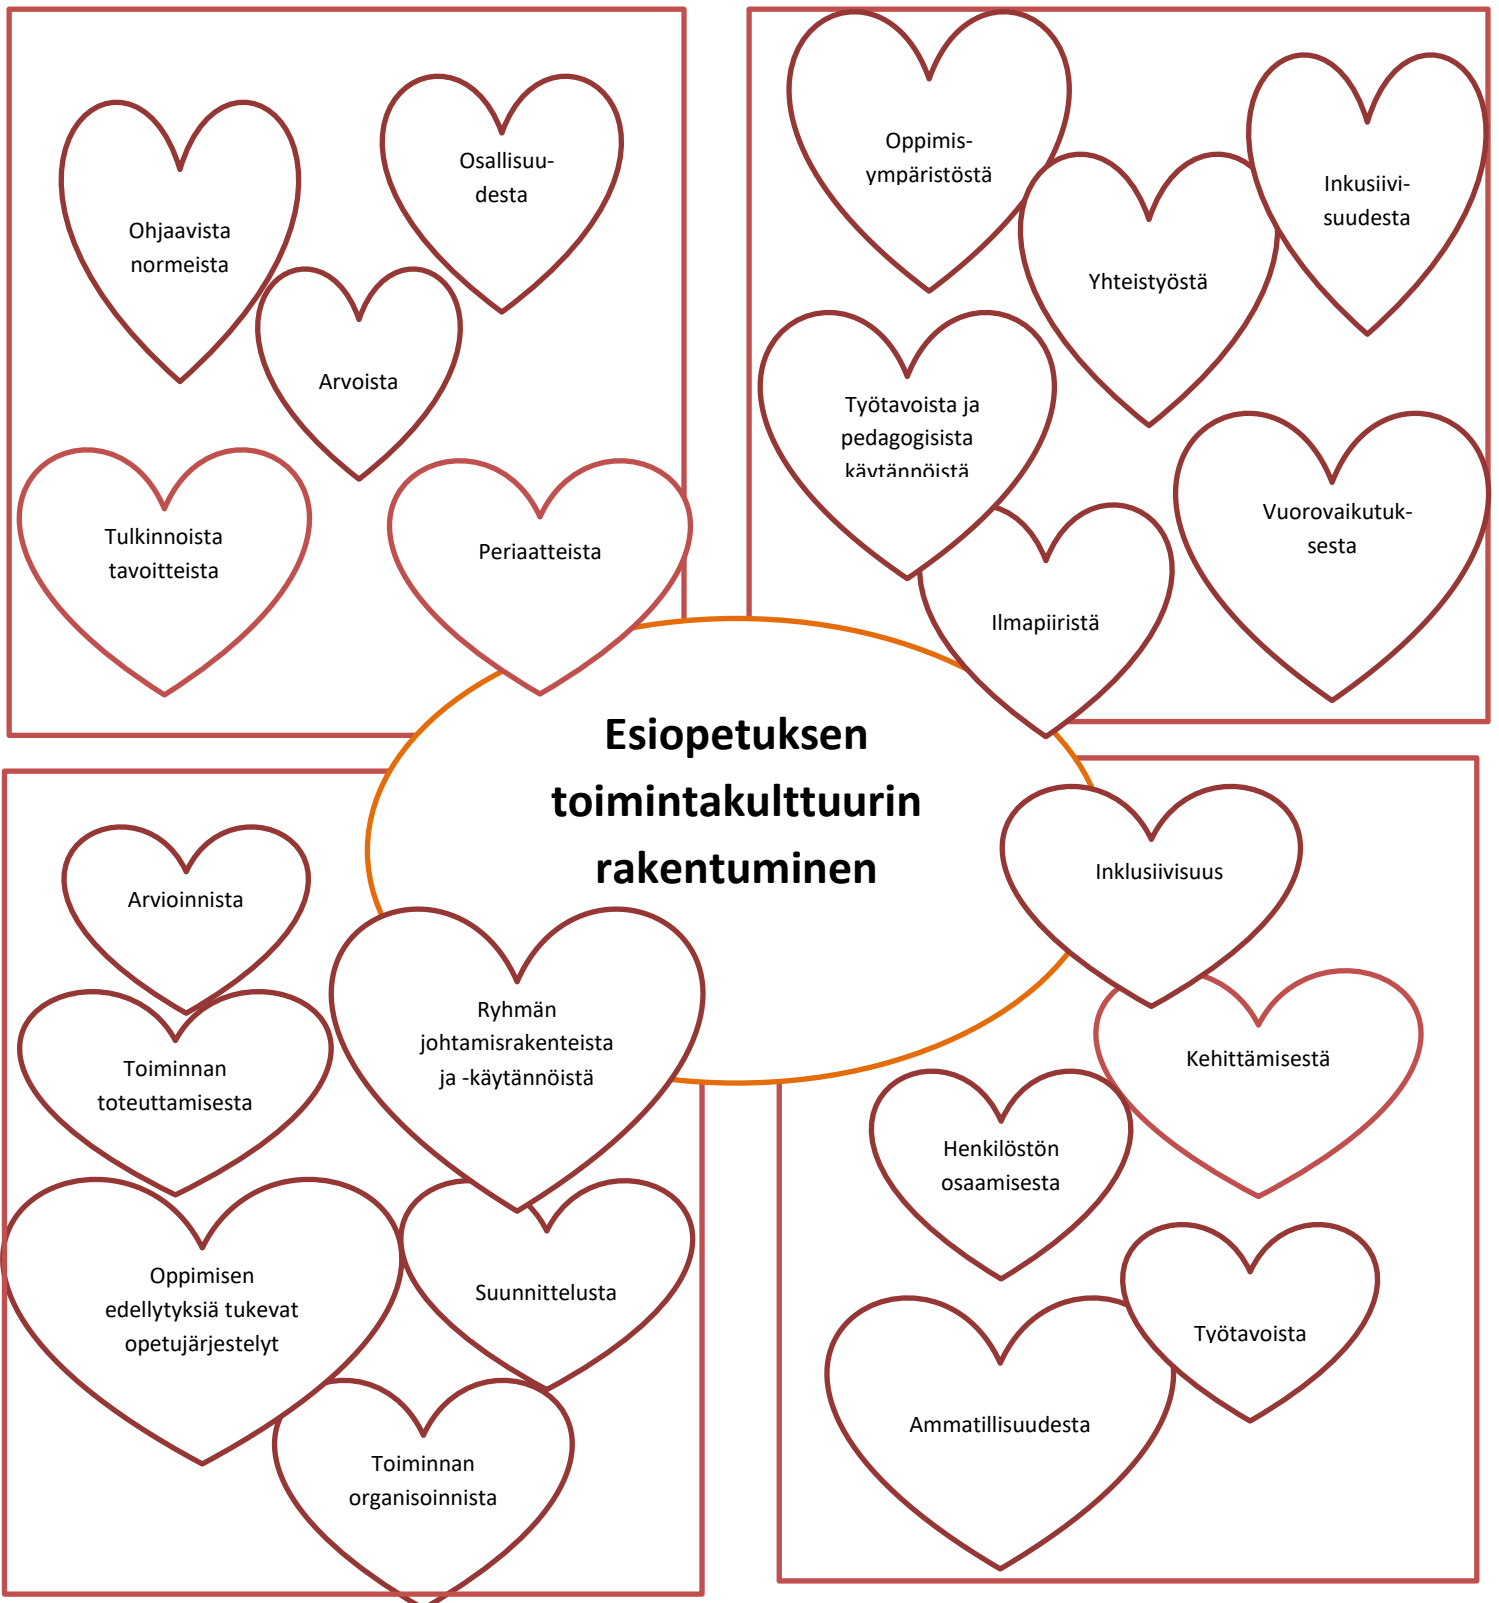 Ohjaavista
normeista
Osallisuu-
desta
Arvoista
Tulkinnoista
tavoitteista
Periaatteista
Oppimis-
ympäristöstä
Inkusiivi-
suudesta
Yhteistyöstä
Työtavoista ja
pedagogisista
käytännöistä
Vuorovaikutuk-
sesta
Ilmapiiristä
Esiopetuksen
toimintakulttuurin
rakentuminen
Arvioinnista
Ryhmän
johtamisrakenteista
ja -käytännöistä
Toiminnan
toteuttamisesta
Oppimisen
edellytyksiä tukevat
opetujärjestelyt
Suunnittelusta
Toiminnan
organisoinnista
Inklusiivisuus
Kehittämisestä
Henkilöstön
osaamisesta
Työtavoista
Ammatillisuudesta